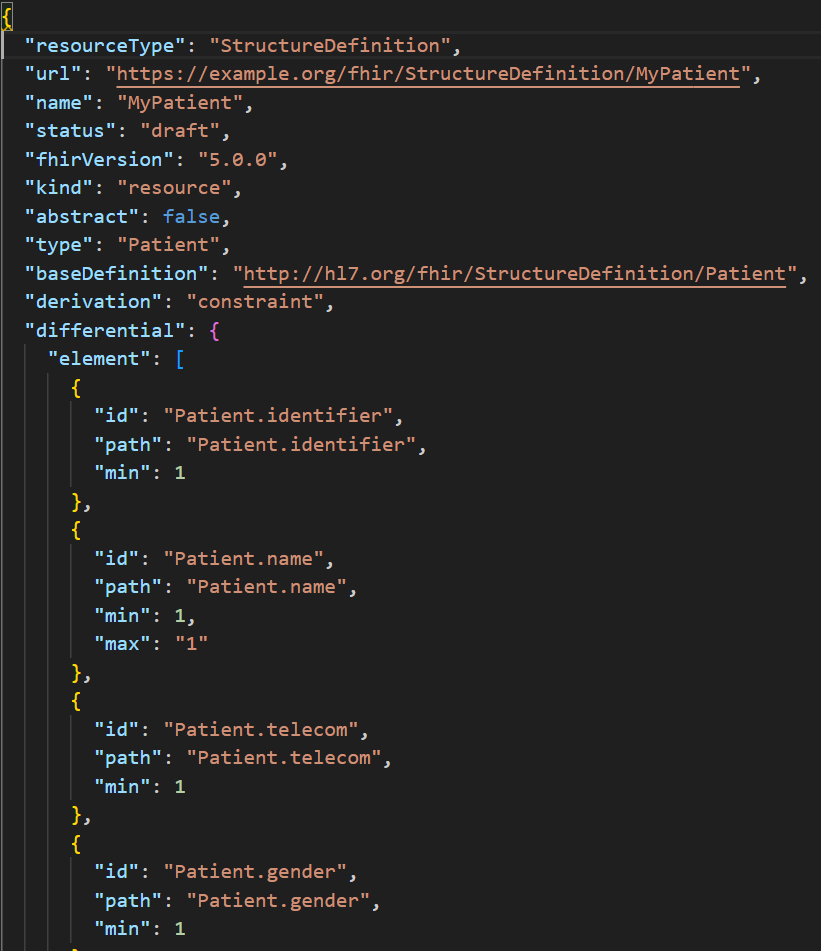 {
"resourceType": "StructureDefinition",
"url": "https://example.org/fhir/StructureDefinition/MyPatient",
"name": "MyPatient",
"status": "draft",
"fhirVersion": "5.0.0",
"kind": "resource",
"abstract": false,
"type": "Patient",
"baseDefinition": "http://hl7.org/fhir/StructureDefinition/Patient",
"derivation": "constraint",
"differential": {
"element": [
{
"id": "Patient.identifier",
"path": "Patient.identifier",
"min": 1
},
{
"id": "Patient.name",
"path": "Patient.name",
"min": 1,
"max": "1"
},
{
"id": "Patient.telecom",
"path": "Patient.telecom",
"min": 1
},
{
"id": "Patient.gender",
"path": "Patient.gender",
"min": 1